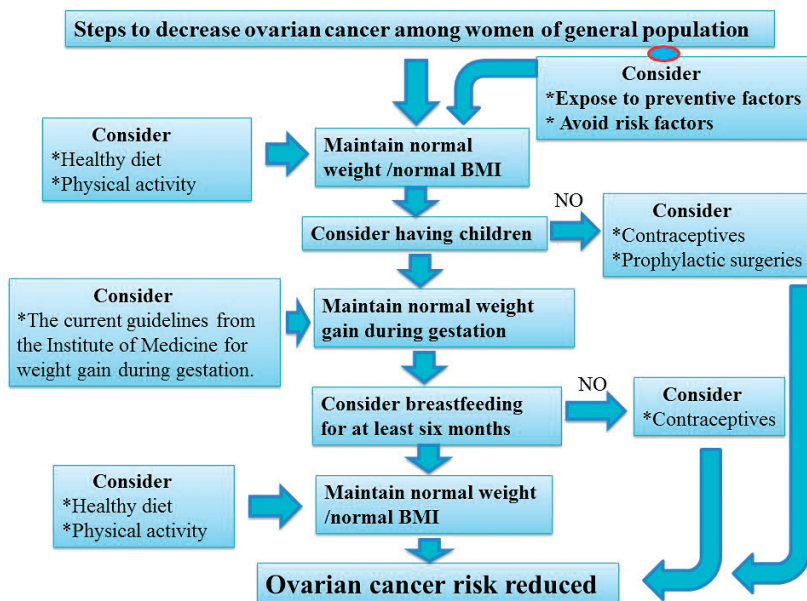 Steps to decrease ovarian cancer among women of general population
Consider
*Expose to preventive factors
* Avoid risk factors
Consider
*Healthy diet
*Physical activity
Maintain normal
weight /normal BMI
Consider having children
NO
Consider
*Contraceptives
*Prophylactic surgeries
Consider
*The current guidelines from
the Institute of Medicine for
weight gain during gestation.
Maintain normal weight
gain during gestation
Consider breastfeeding
for at least six months
NO
Consider
*Contraceptives
Consider
*Healthy diet
*Physical activity
Maintain normal weight
/normal BMI
Ovarian cancer risk reduced